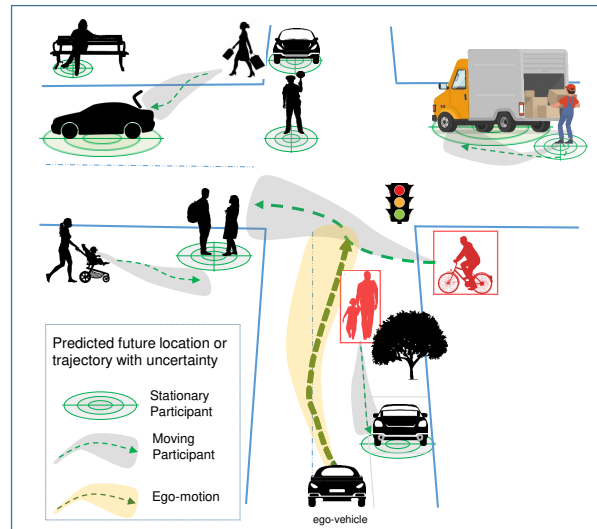 Predicted future location or
trajectory with uncertainty
Stationary
Participant
Moving
Participant
Ego-motion
ego-vehicle